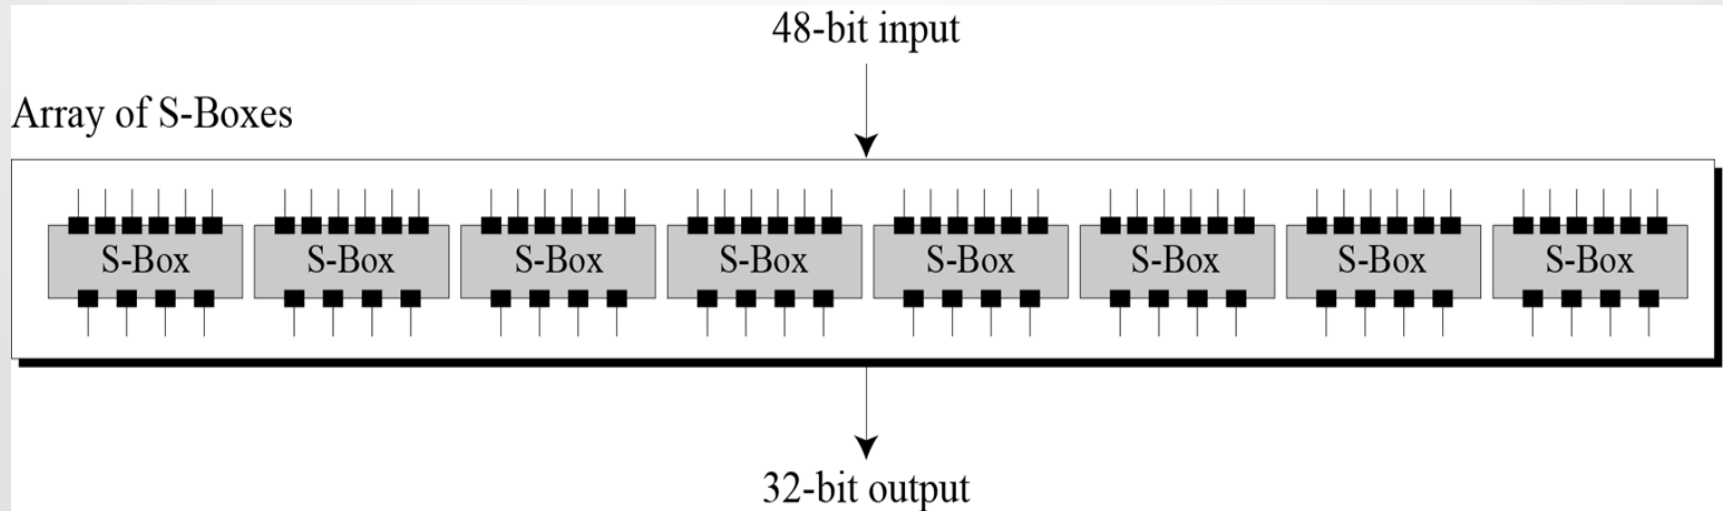 48-bit input
Array of S-Boxes
S-Box S-Box S-Box S-Box S-Box S-Box S-Box S-Box
32-bit output